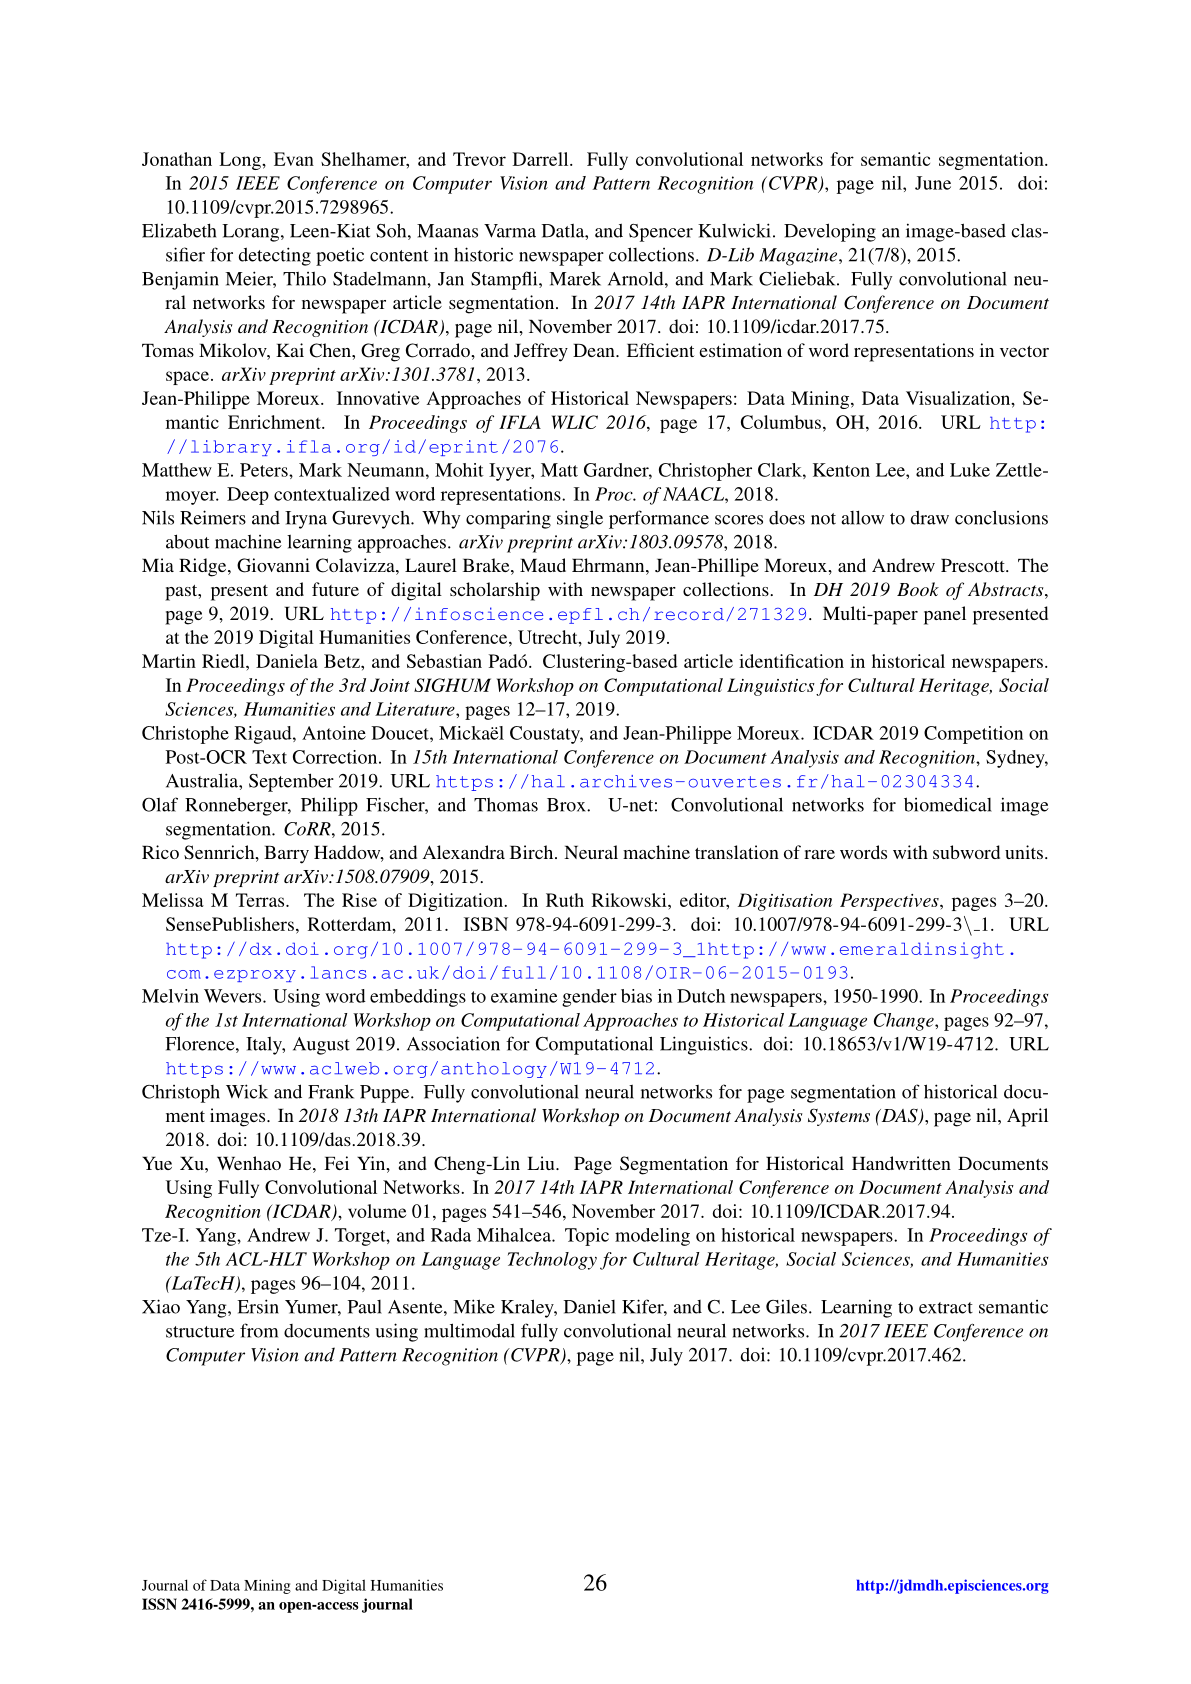 Jonathan Long, Evan Shelhamer, and Trevor Darrell. Fully convolutional networks for semantic segmentation.
In 2015 IEEE Conference on Computer Vision and Pattern Recognition (CVPR), page nil, June 2015. doi:
10.1109/cvpr.2015.7298965.
Elizabeth Lorang, Leen-Kiat Soh, Maanas Varma Datla, and Spencer Kulwicki. Developing an image-based clas-
sifier for detecting poetic content in historic newspaper collections. D-Lib Magazine, 21(7/8), 2015.
Benjamin Meier, Thilo Stadelmann, Jan Stampfli, Marek Arnold, and Mark Cieliebak. Fully convolutional neu-
ral networks for newspaper article segmentation. In 2017 14th IAPR International Conference on Document
Analysis and Recognition (ICDAR), page nil, November 2017. doi: 10.1109/icdar.2017.75.
Tomas Mikolov, Kai Chen, Greg Corrado, and Jeffrey Dean. Efficient estimation of word representations in vector
space. arXiv preprint arXiv:1301.3781, 2013.
Jean-Philippe Moreux. Innovative Approaches of Historical Newspapers: Data Mining, Data Visualization, Se-
mantic Enrichment. In Proceedings of IFLA WLIC 2016, page 17, Columbus, OH, 2016. URL http:
//library.ifla.org/id/eprint/2076.
Matthew E. Peters, Mark Neumann, Mohit Iyyer, Matt Gardner, Christopher Clark, Kenton Lee, and Luke Zettle-
moyer. Deep contextualized word representations. In Proc. of NAACL, 2018.
Nils Reimers and Iryna Gurevych. Why comparing single performance scores does not allow to draw conclusions
about machine learning approaches. arXiv preprint arXiv:1803.09578, 2018.
Mia Ridge, Giovanni Colavizza, Laurel Brake, Maud Ehrmann, Jean-Phillipe Moreux, and Andrew Prescott. The
past, present and future of digital scholarship with newspaper collections. In DH 2019 Book of Abstracts,
page 9, 2019. URL http://infoscience.epfl.ch/record/271329. Multi-paper panel presented
at the 2019 Digital Humanities Conference, Utrecht, July 2019.
Martin Riedl, Daniela Betz, and Sebastian Padó. Clustering-based article identification in historical newspapers.
In Proceedings of the 3rd Joint SIGHUM Workshop on Computational Linguistics for Cultural Heritage, Social
Sciences, Humanities and Literature, pages 12–17, 2019.
Christophe Rigaud, Antoine Doucet, Mickaël Coustaty, and Jean-Philippe Moreux. ICDAR 2019 Competition on
Post-OCR Text Correction. In 15th International Conference on Document Analysis and Recognition, Sydney,
Australia, September 2019. URL https://hal.archives-ouvertes.fr/hal-02304334.
Olaf Ronneberger, Philipp Fischer, and Thomas Brox. U-net: Convolutional networks for biomedical image
segmentation. CoRR, 2015.
Rico Sennrich, Barry Haddow, and Alexandra Birch. Neural machine translation of rare words with subword units.
arXiv preprint arXiv:1508.07909, 2015.
Melissa M Terras. The Rise of Digitization. In Ruth Rikowski, editor, Digitisation Perspectives, pages 3–20.
SensePublishers, Rotterdam, 2011. ISBN 978-94-6091-299-3. doi: 10.1007/978-94-6091-299-3\_1. URL
http://dx.doi.org/10.1007/978-94-6091-299-3_1http://www.emeraldinsight.
com.ezproxy.lancs.ac.uk/doi/full/10.1108/OIR-06-2015-0193.
Melvin Wevers. Using word embeddings to examine gender bias in Dutch newspapers, 1950-1990. In Proceedings
of the 1st International Workshop on Computational Approaches to Historical Language Change, pages 92–97,
Florence, Italy, August 2019. Association for Computational Linguistics. doi: 10.18653/v1/W19-4712. URL
https://www.aclweb.org/anthology/W19-4712.
Christoph Wick and Frank Puppe. Fully convolutional neural networks for page segmentation of historical docu-
ment images. In 2018 13th IAPR International Workshop on Document Analysis Systems (DAS), page nil, April
2018. doi: 10.1109/das.2018.39.
Yue Xu, Wenhao He, Fei Yin, and Cheng-Lin Liu. Page Segmentation for Historical Handwritten Documents
Using Fully Convolutional Networks. In 2017 14th IAPR International Conference on Document Analysis and
Recognition (ICDAR), volume 01, pages 541–546, November 2017. doi: 10.1109/ICDAR.2017.94.
Tze-I. Yang, Andrew J. Torget, and Rada Mihalcea. Topic modeling on historical newspapers. In Proceedings of
the 5th ACL-HLT Workshop on Language Technology for Cultural Heritage, Social Sciences, and Humanities
(LaTecH), pages 96–104, 2011.
Xiao Yang, Ersin Yumer, Paul Asente, Mike Kraley, Daniel Kifer, and C. Lee Giles. Learning to extract semantic
structure from documents using multimodal fully convolutional neural networks. In 2017 IEEE Conference on
Computer Vision and Pattern Recognition (CVPR), page nil, July 2017. doi: 10.1109/cvpr.2017.462.
Journal of Data Mining and Digital Humanities 26 http://jdmdh.episciences.org
ISSN 2416-5999, an open-access journal